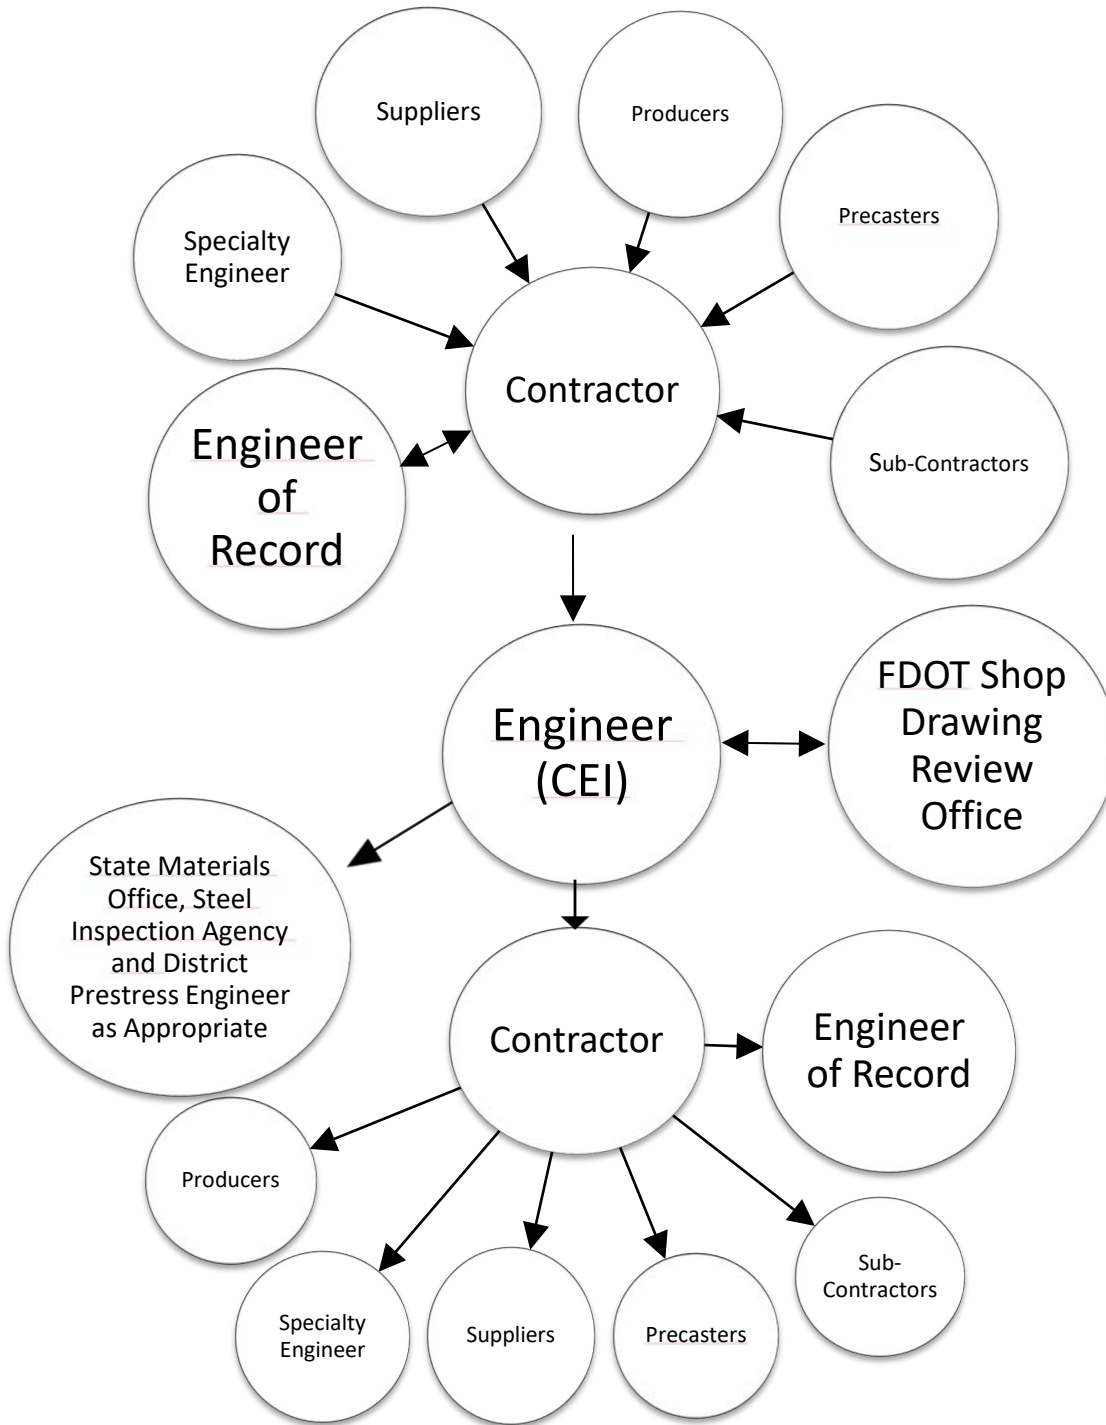 Suppliers
Producers
Precasters
Specialty
Engineer
Contractor
Engineer
of
Record
Sub-Contractors
Engineer
(CEI)
FDOT Shop
Drawing
Review
Office
State Materials
Office, Steel
Inspection Agency
and District
Prestress Engineer
as Appropriate
Contractor
Engineer
of Record
Producers
Specialty
Engineer
Suppliers
Precasters
Sub-
Contractors